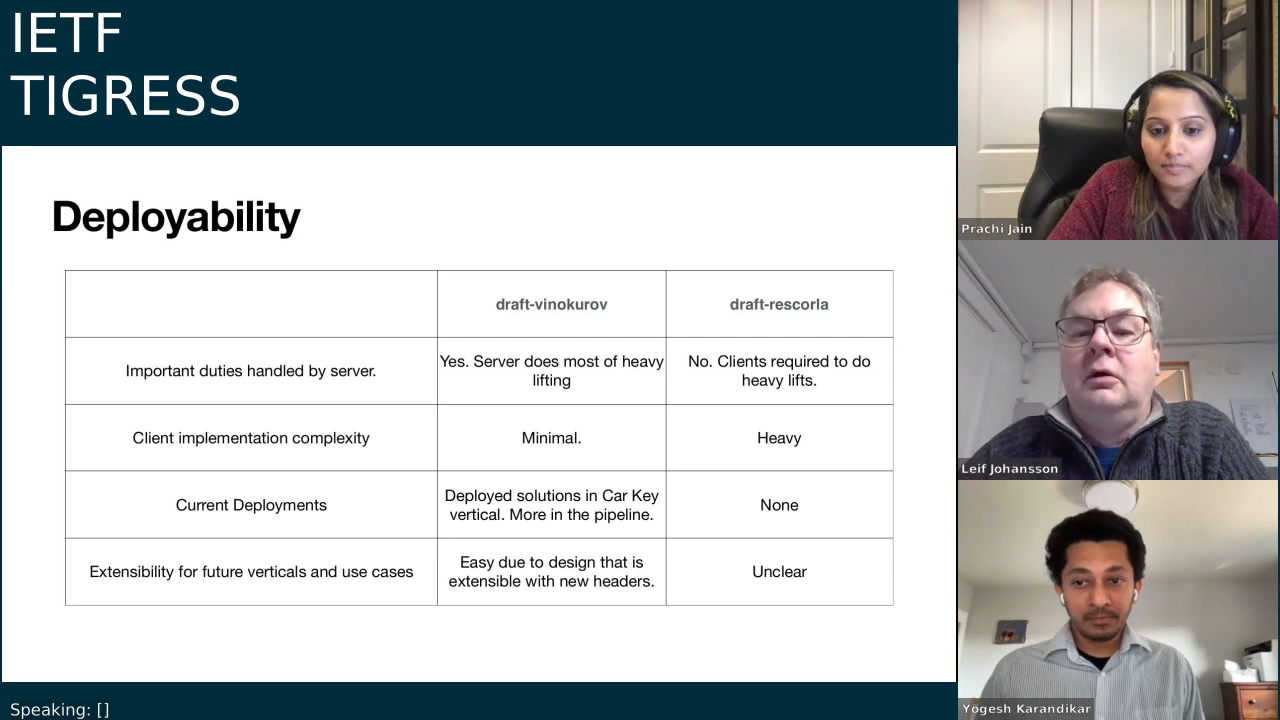 IETF
TIGRESS
Deployability
draft-vinokurov
draft-rescorla
Important duties handled by server.
Yes. Server does most of heavy
lifting
No. Clients required to do
heavy lifts.
Client implementation complexity
Minimal.
Heavy
Current Deployments
Deployed solutions in Car Key
vertical. More in the pipeline.
None
Extensibility for future verticals and use cases
Easy due to design that is
extensible with new headers.
Unclear
Speaking: []
Prachi Jain
Leif Johansson
Yogesh Karandikar